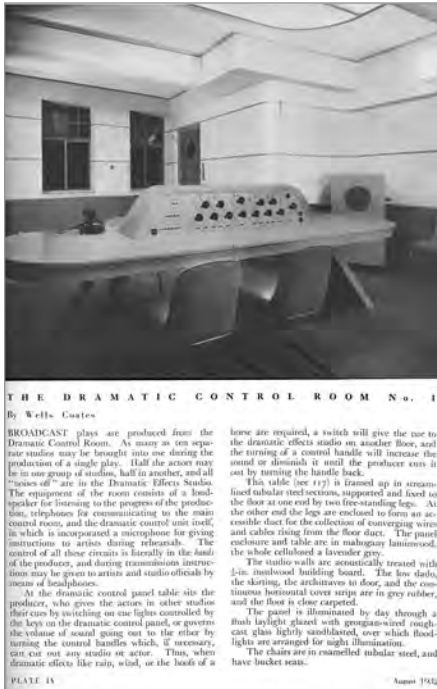 THE DRAMATIC CONTROL ROOM No. 1
By Wells Coates
BROADCAST plays are produced from the
Dramatic Control Room. As many as ten sepa-
rate studios may be brought into use during the
production of a single play. Half the actors may
be in one group of studios, half in another, and all
"noises off" are in the Dramatic Effects Studio.
The equipment of the room consists of a loud-
speaker for listening to the progress of the produc-
tion, telephones for communicating to the main
control room, and the dramatic control unit itself,
in which is incorporated a microphone for giving
instructions to artists during rehearsals. The
control of all these circuits is literally in the hands
of the producer, and during transmissions instruc-
tions may be given to artists and studio officials by
means of headphones.
At the dramatic control panel table sits the
producer, who gives the actors in other studios
their cues by switching on cue lights controlled by
the keys on the dramatic control panel, or governs
the volume of sound going out to the ether by
turning the control handles which, if necessary,
can cut out any studio or actor. Thus, when
dramatic effects like rain, wind, or the hoofs of a
horse are required, a switch will give the cue to
the dramatic effects studio on another floor, and
the turning of a control handle will increase the
sound or diminish it until the producer cuts it
out by turning the handle back.
This table (see 117) is framed up in stream-
lined tubular steel sections, supported and fixed to
the floor at one end by two free-standing legs. At
the other end the legs are enclosed to form an ac-
cessible duct for the collection of converging wires
and cables rising from the floor duct. The panel
enclosure and table are in mahogany laminwood,
the whole cellulosed a lavender grey.
The studio walls are acoustically treated with
building board. The low dado,
the skirting, the architraves to door, and the con-
tinuous horizontal cover strips are in grey rubber,
and the floor is close carpeted.
The panel is illuminated by day through a
flush laylight glazed with georgian-wired rough-
cast glass lightly sandblasted, over which flood-
lights are arranged for night illumination.
The chairs are in enamelled tubular steel, and
have bucket seats.
PLATE
August